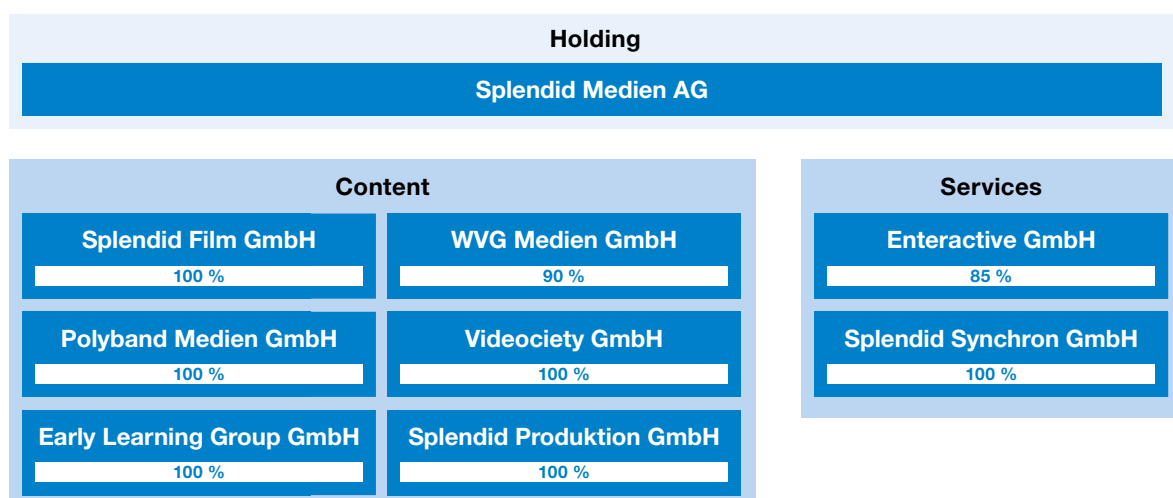 Holding
Splendid Medien AG
Content
Splendid Film GmbH
100 %
WVG Medien GmbH
90 %
Polyband Medien GmbH
100 %
Videociety GmbH
100 %
Early Learning Group GmbH
100 %
Splendid Produktion GmbH
100 %
Services
Enteractive GmbH
85 %
Splendid Synchron GmbH
100 %